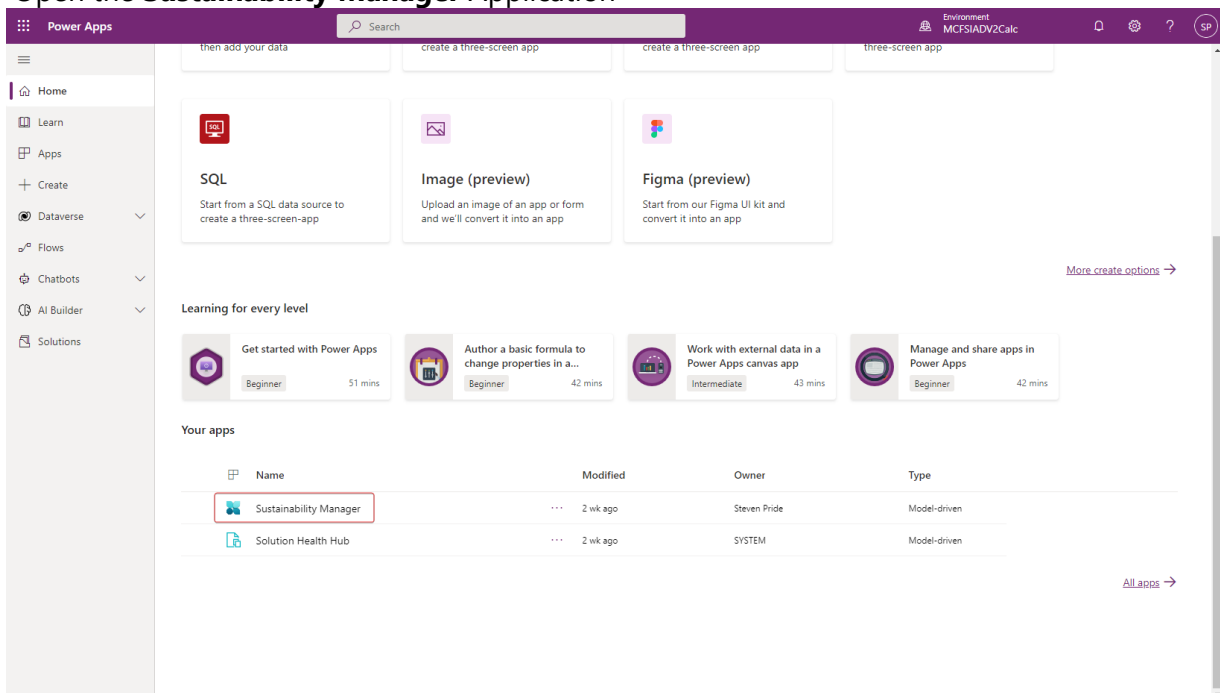 Open the Sustainability Manager Application
Power Apps
Search
Environment
MCFSIADV2Calc
?
SP
then add your data
create a three-screen app
create a three-screen app
three-screen app
Home
Learn
Apps
Create
Dataverse
Flows
Chatbots
AI Builder
Solutions
SQL
SQL
Start from a SQL data source to
create a three-screen-app
Image (preview)
Upload an image of an app or form
and we'll convert it into an app
Figma (preview)
Start from our Figma UI kit and
convert it into an app
More create options →
Learning for every level
Get started with Power Apps
Beginner 51 mins
Author a basic formula to
change properties in a...
Beginner 42 mins
Work with external data in a
Power Apps canvas app
Intermediate 43 mins
Manage and share apps in
Power Apps
Beginner 42 mins
Your apps
Name Modified Owner Type
Sustainability Manager ... 2 wk ago Steven Pride Model-driven
Solution Health Hub ... 2 wk ago SYSTEM Model-driven
All apps →